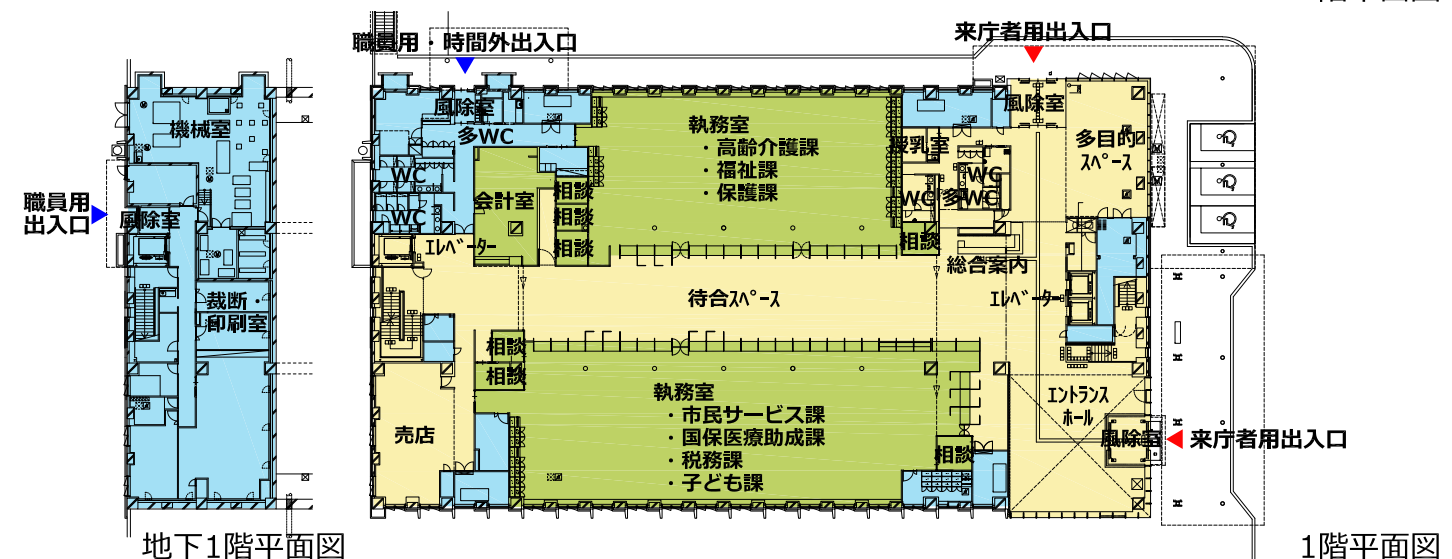 職員用・時間外出入口
来庁者用出入口
風除室
多WC
WC
WC
会計室
相談
相談
相談
エレベーター
執務室
・高齢介護課
・福祉課
・保護課
授乳室
WC
多WC
WC
相談
風除室
多目的
スペース
総合案内
エレベーター
待合スペース
相談
相談
売店
執務室
・市民サービス課
・国保医療助成課
・税務課
・子ども課
相談
エントランス
ホール
風除室
来庁者用出入口
機械室
職員用
出入口
風除室
裁断・
印刷室
地下1階平面図
1階平面図